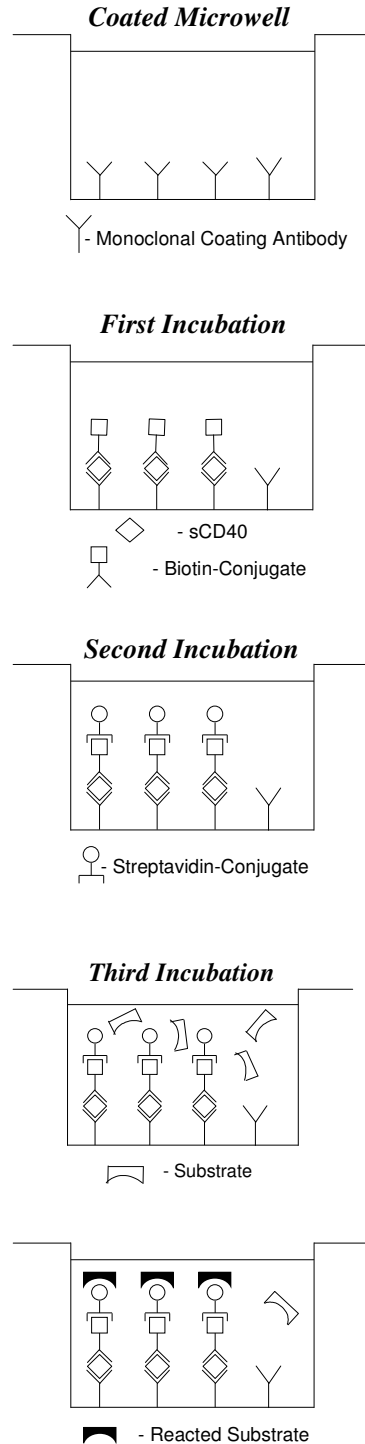 Coated Microwell
- Monoclonal Coating Antibody
First Incubation
- sCD40
- Biotin-Conjugate
Second Incubation
- Streptavidin-Conjugate
Third Incubation
- Substrate
- Reacted Substrate